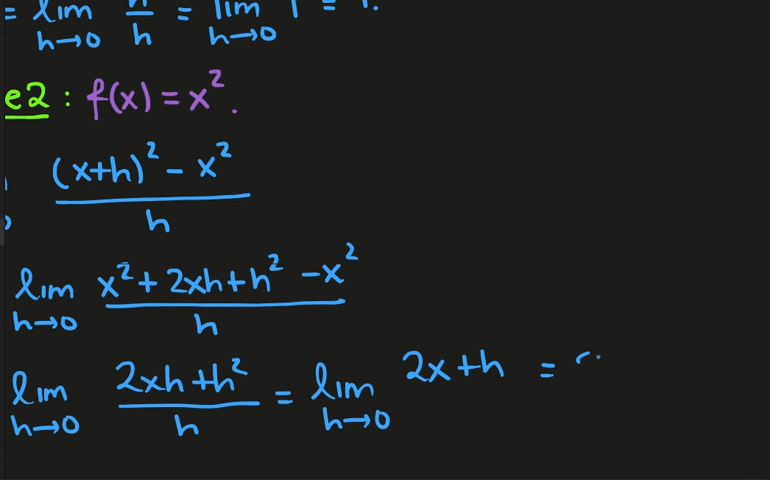 = lim h→0 h/h = lim h→0 1 = 1.
e2 : f(x) = x².
(x+h)² - x² / h
lim h→0 x² + 2xh + h² - x² / h
lim h→0 2xh + h² / h = lim h→0 2x + h =